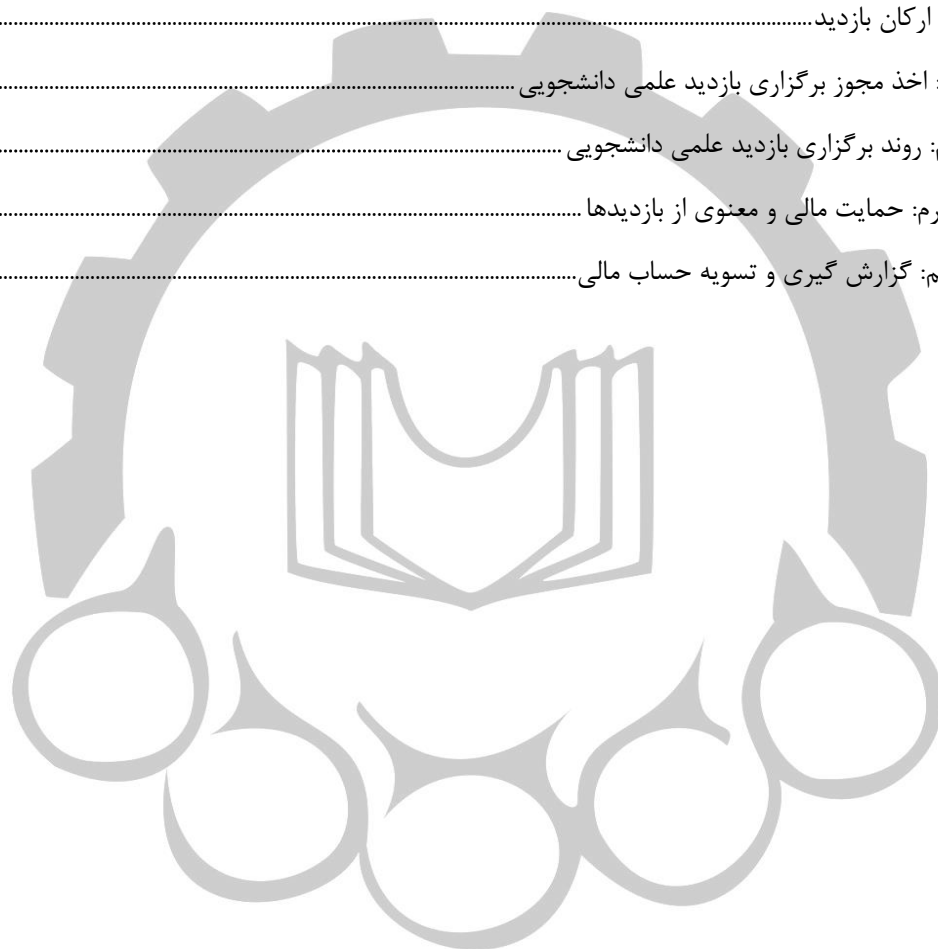 ارکان بازدید
: اخذ مجوز برگزاری بازدید علمی دانشجویی
م: روند برگزاری بازدید علمی دانشجویی
رم: حمایت مالی و معنوی از بازدیدها
م: گزارش گیری و تسویه حساب مالی